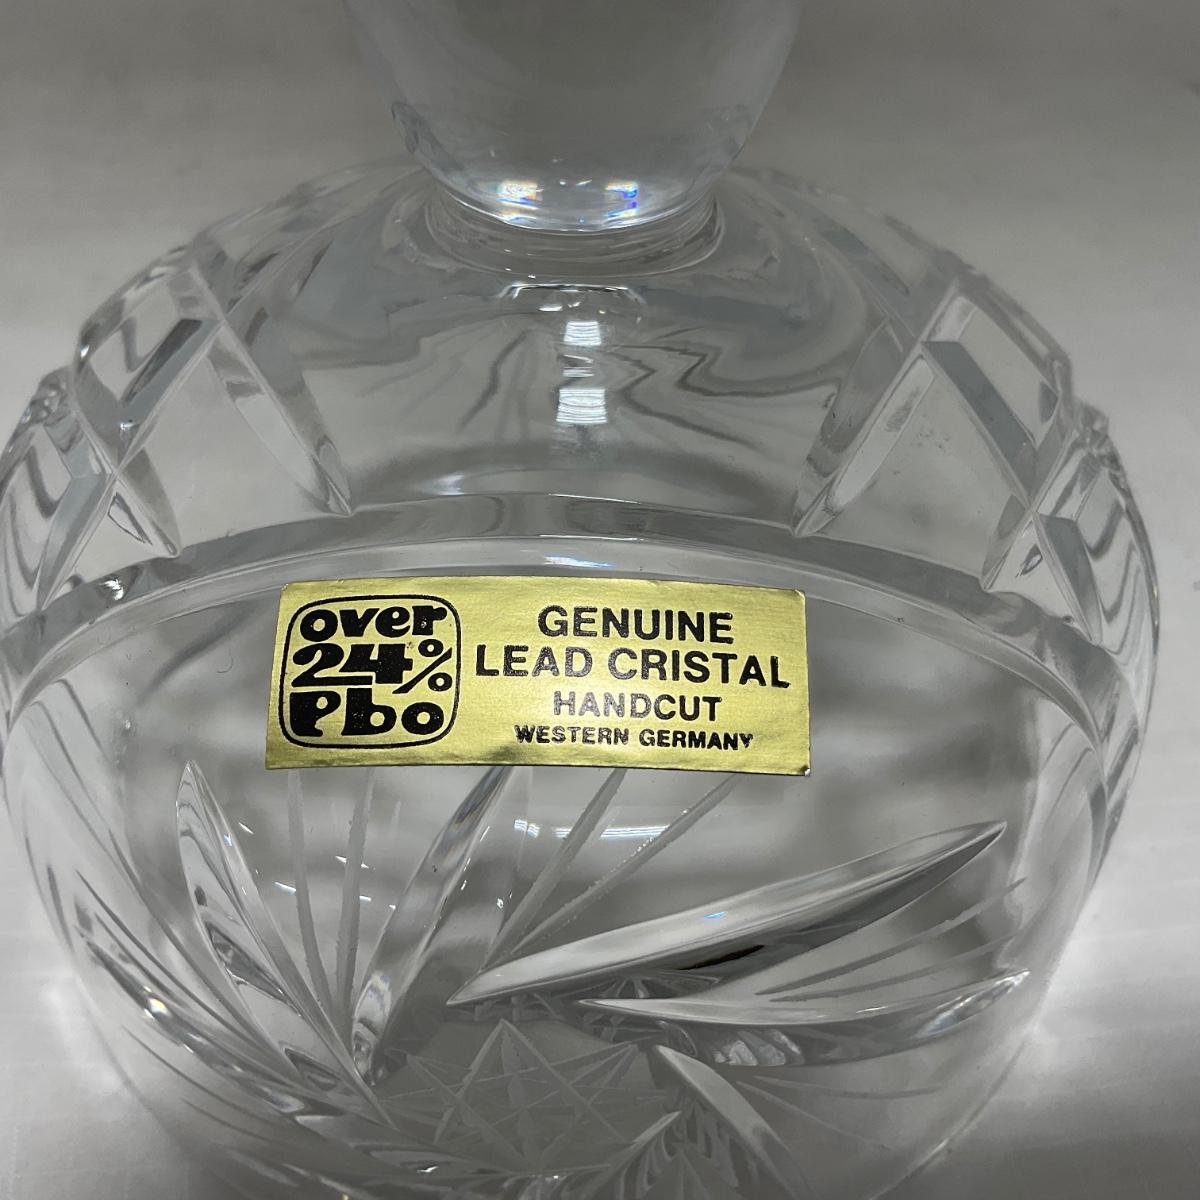 over
24%
Pbo
GENUINE
LEAD CRISTAL
HANDCUT
WESTERN GERMANY